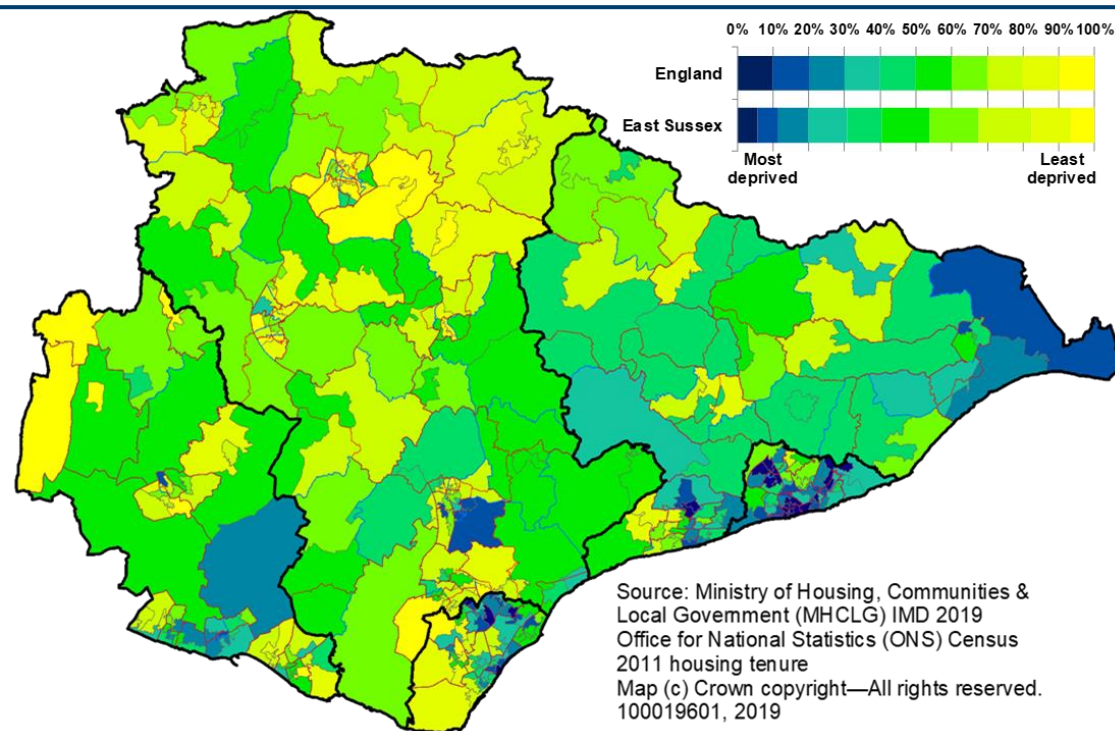 0% 10% 20% 30% 40% 50% 60% 70% 80% 90% 100%
England
East Sussex
Most deprived
Least deprived
Source: Ministry of Housing, Communities &
Local Government (MHCLG) IMD 2019
Office for National Statistics (ONS) Census
2011 housing tenure
Map (c) Crown copyright—All rights reserved.
100019601, 2019